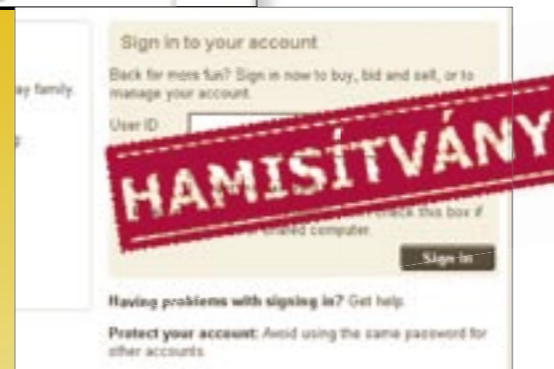 Sign in to your account
Back for more fun? Sign in now to buy, bid and sell, or to
manage your account.
ay family.
User ID
HAMISÍTVÁNY
check this box if
shared computer.
Sign in
Having problems with signing in? Get help.
Protect your account: Avoid using the same password for
other accounts.